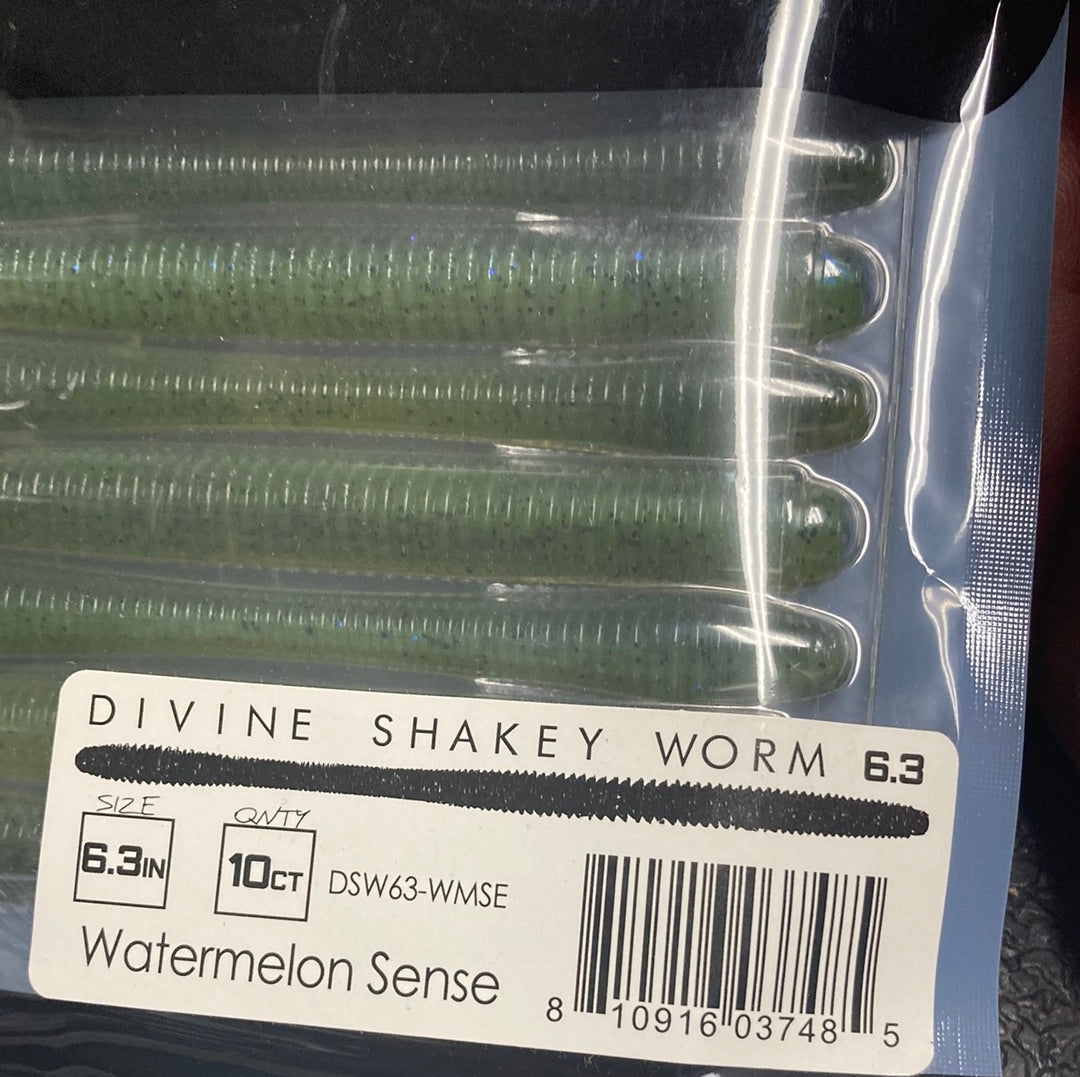 DIVINE SHAKEY WORM 6.3
SIZE QNTY
6.3IN 10CT DSW63-WMSE
Watermelon Sense
8 10916 03748 5